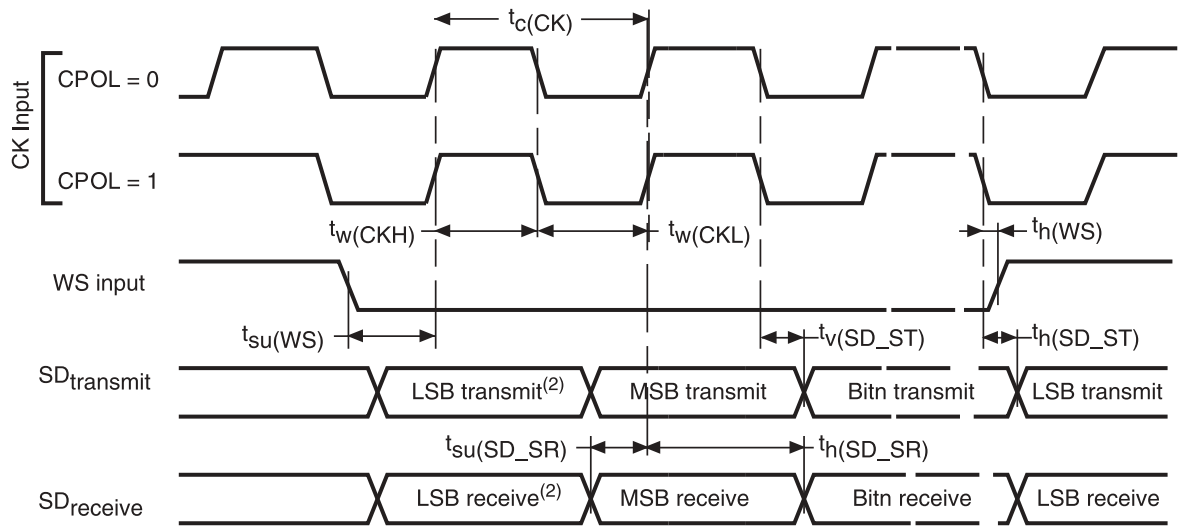 tc(CK)
CK Input
CPOL = 0
CPOL = 1
tw(CKH)
tw(CKL)
th(WS)
WS input
tsu(WS)
tv(SD_ST)
th(SD_ST)
SDtransmit
LSB transmit(2)
MSB transmit
Bitn transmit
LSB transmit
tsu(SD_SR)
th(SD_SR)
SDreceive
LSB receive(2)
MSB receive
Bitn receive
LSB receive